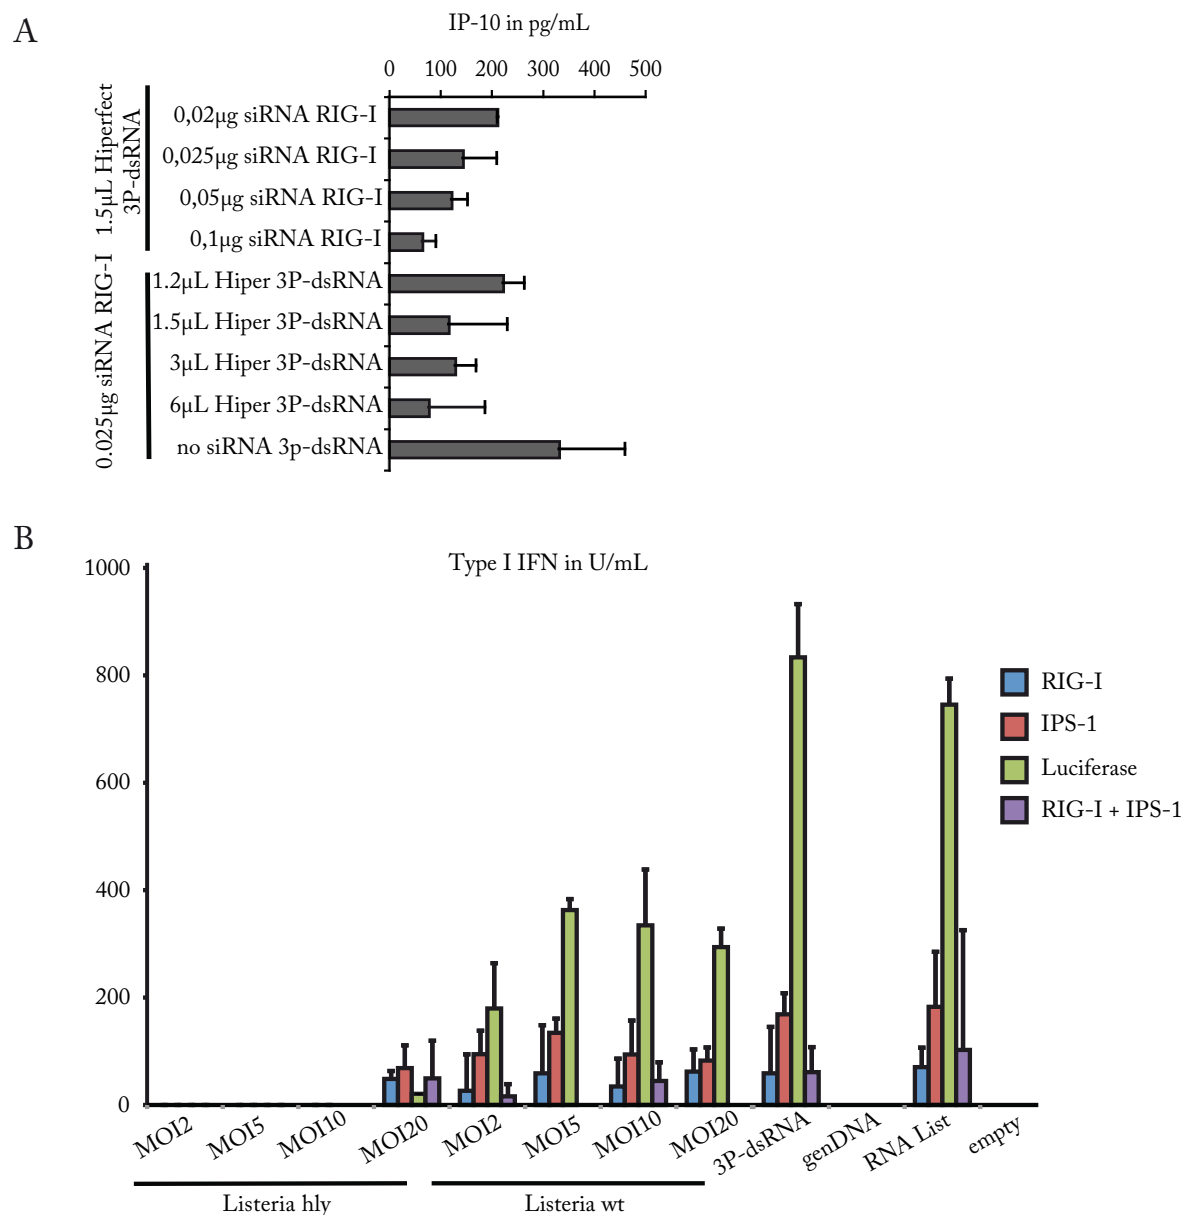 A
IP-10 in pg/mL
0 100 200 300 400 500
1.5µL Hiperfect
3P-dsRNA
0,02µg siRNA RIG-I
0,025µg siRNA RIG-I
0,05µg siRNA RIG-I
0,1µg siRNA RIG-I
0.025µg siRNA RIG-I
1.2µL Hiper 3P-dsRNA
1.5µL Hiper 3P-dsRNA
3µL Hiper 3P-dsRNA
6µL Hiper 3P-dsRNA
no siRNA 3p-dsRNA
B
Type I IFN in U/mL
1000
800
600
400
200
0
RIG-I
IPS-1
Luciferase
RIG-I + IPS-1
MOI2 MOI5 MOI10 MOI20 MOI2 MOI5 MOI10 MOI20 3P-dsRNA genDNA RNA List empty
Listeria hly Listeria wt